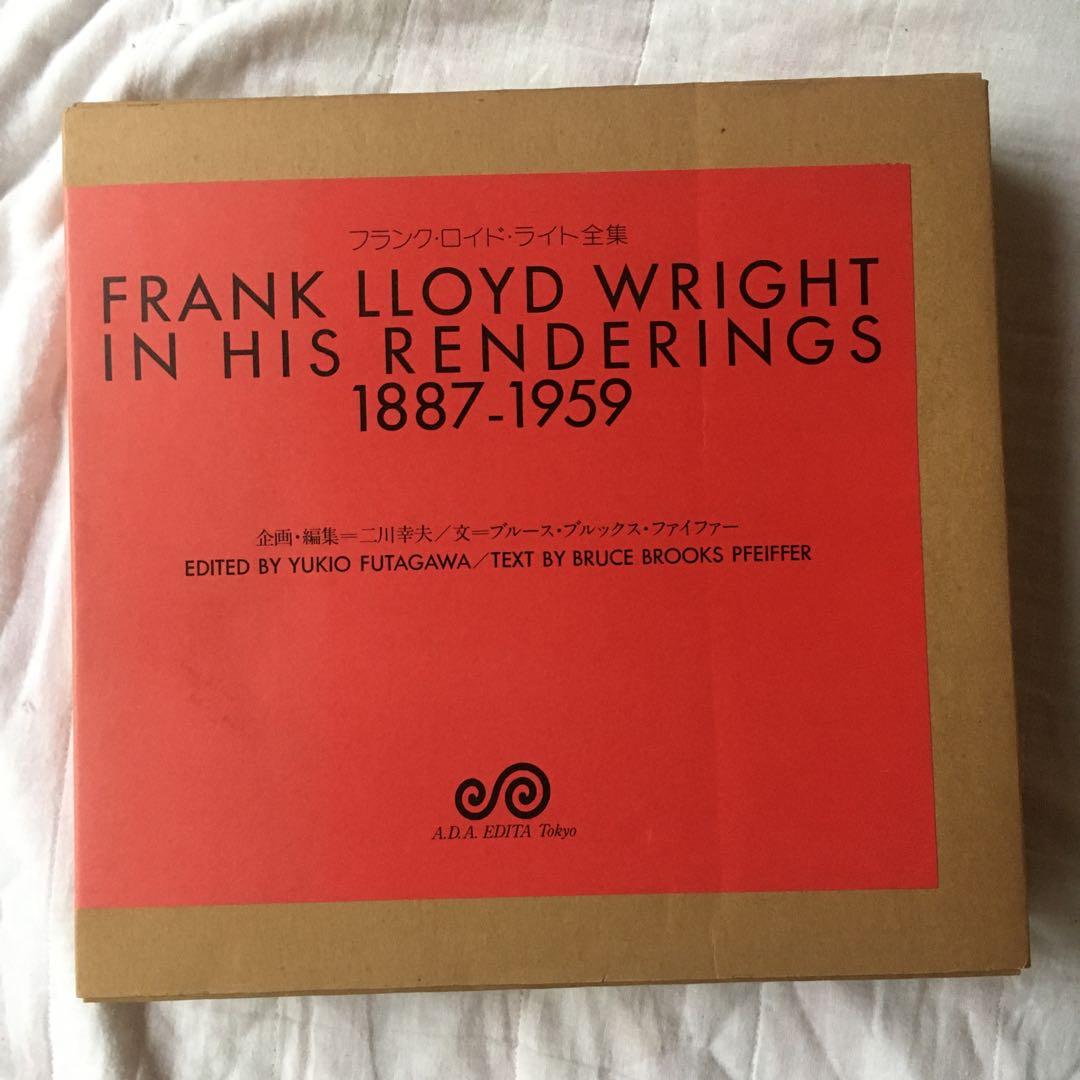 フランク・ロイド・ライト全集
FRANK LLOYD WRIGHT
IN HIS RENDERINGS
1887-1959
企画・編集=二川幸夫/文=ブルース・ブルックス・ファイファー
EDITED BY YUKIO FUTAGAWA/TEXT BY BRUCE BROOKS PFEIFFER
A.D.A. EDITA Tokyo